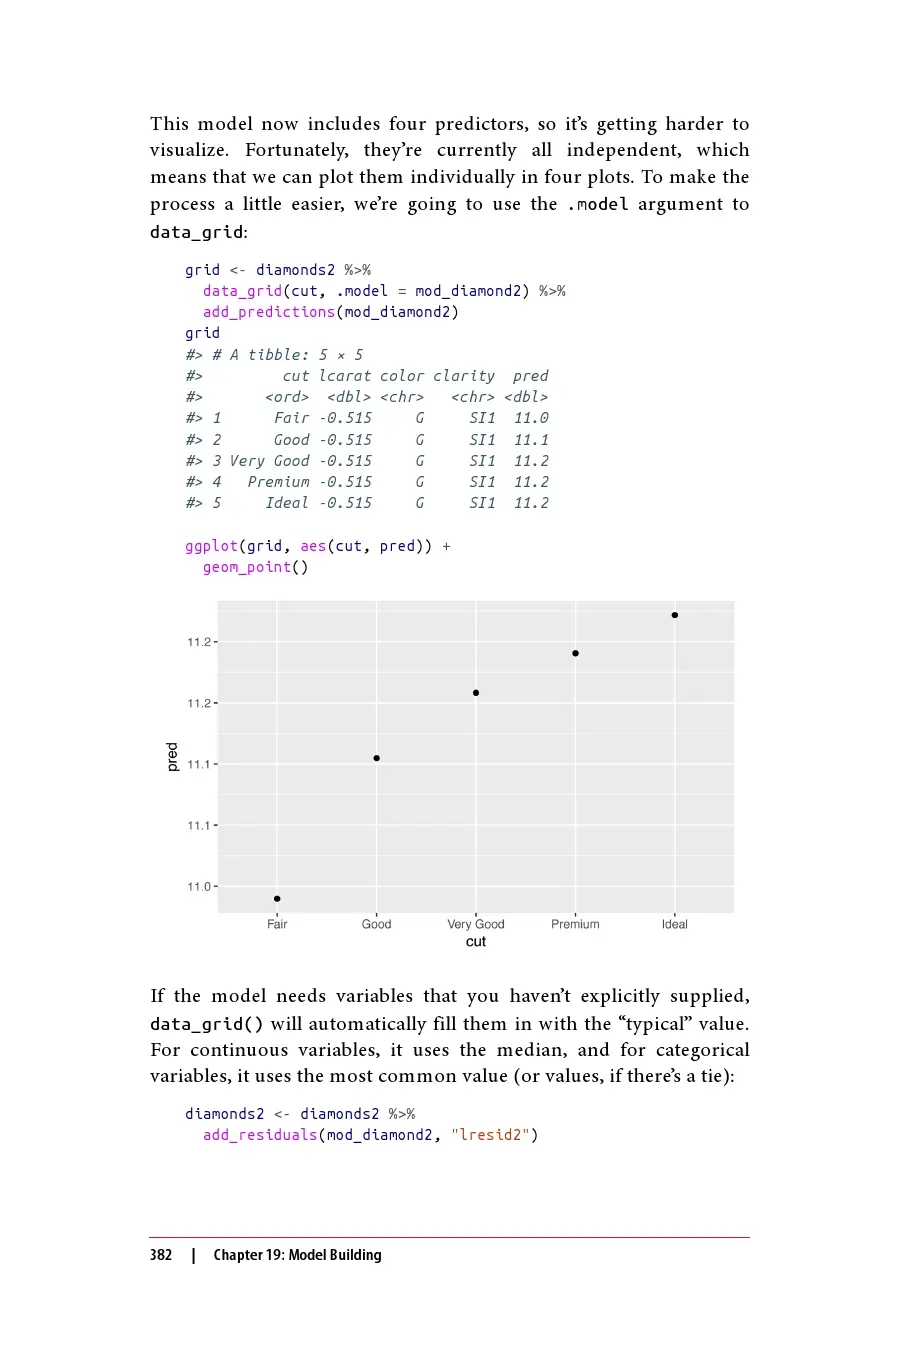 This model now includes four predictors, so it’s getting harder to
visualize. Fortunately, they’re currently all independent, which
means that we can plot them individually in four plots. To make the
process a little easier, we’re going to use the .model argument to
data_grid:
grid <- diamonds2 %>%
  data_grid(cut, .model = mod_diamond2) %>%
  add_predictions(mod_diamond2)
grid
#> # A tibble: 5 × 5
#>         cut lcarat color clarity  pred
#>       <ord>  <dbl> <chr>   <chr> <dbl>
#> 1      Fair -0.515     G     SI1  11.0
#> 2      Good -0.515     G     SI1  11.1
#> 3 Very Good -0.515     G     SI1  11.2
#> 4   Premium -0.515     G     SI1  11.2
#> 5     Ideal -0.515     G     SI1  11.2
ggplot(grid, aes(cut, pred)) +
  geom_point()
11.2
11.2
pred
11.1
11.1
11.0
Fair Good Very Good Premium Ideal
cut
If the model needs variables that you haven’t explicitly supplied,
data_grid() will automatically fill them in with the “typical” value.
For continuous variables, it uses the median, and for categorical
variables, it uses the most common value (or values, if there’s a tie):
diamonds2 <- diamonds2 %>%
  add_residuals(mod_diamond2, "lresid2")
382 | Chapter 19: Model Building